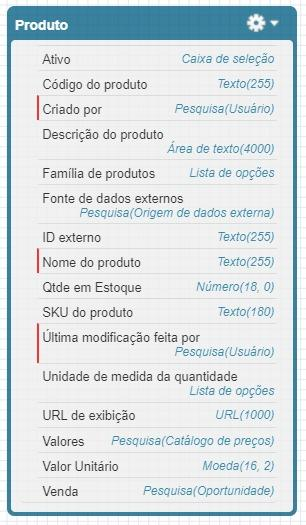 Produto
Ativo Caixa de seleção
Código do produto Texto(255)
Criado por Pesquisa(Usuário)
Descrição do produto
Área de texto(4000)
Família de produtos Lista de opções
Fonte de dados externos
Pesquisa(Origem de dados externa)
ID externo Texto(255)
Nome do produto Texto(255)
Qtde em Estoque Número(18, 0)
SKU do produto Texto(180)
Última modificação feita por
Pesquisa(Usuário)
Unidade de medida da quantidade
Lista de opções
URL de exibição URL(1000)
Valores Pesquisa(Catálogo de preços)
Valor Unitário Moeda(16, 2)
Venda Pesquisa(Oportunidade)